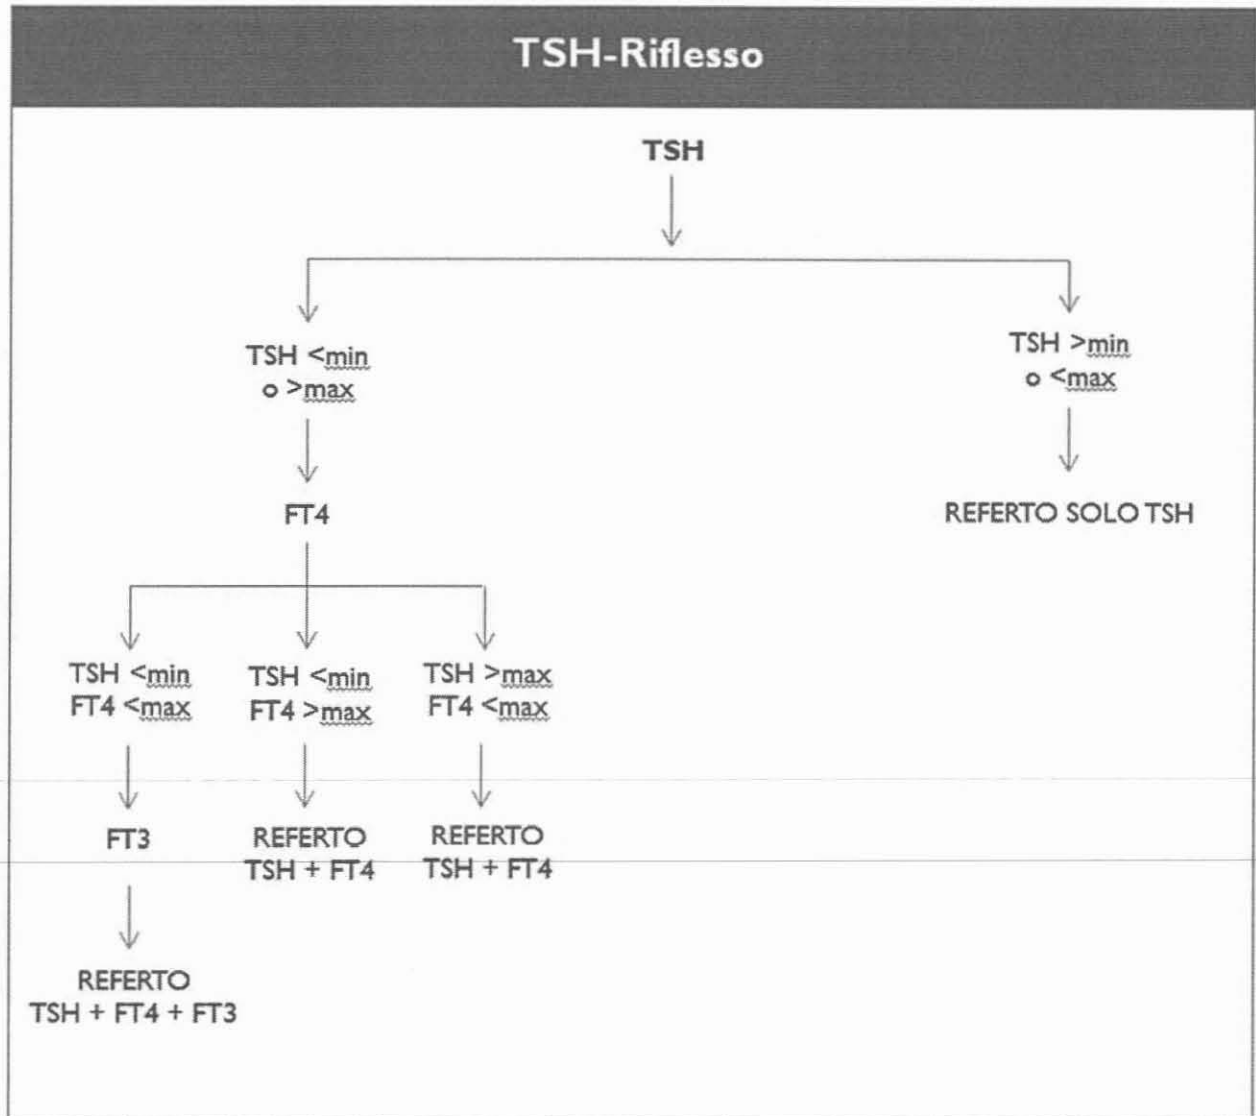 TSH-Riflesso
TSH
TSH <min
o >max
TSH >min
o <max
FT4
REFERTO SOLO TSH
TSH <min
FT4 <max
TSH <min
FT4 >max
TSH >max
FT4 <max
FT3
REFERTO
TSH + FT4
REFERTO
TSH + FT4
REFERTO
TSH + FT4 + FT3